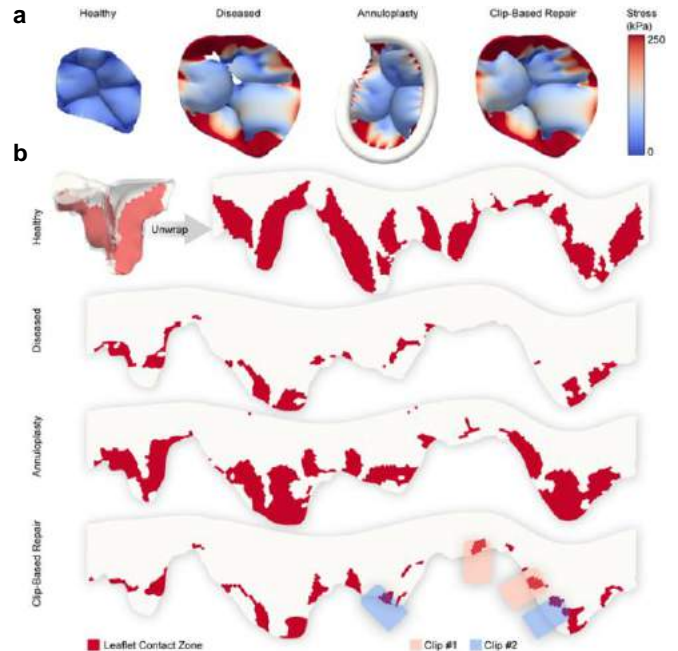 a
Healthy
Diseased
Annuloplasty
Clip-Based Repair
Stress
(kPa)
250
0
b
Healthy
Unwrap
Diseased
Annuloplasty
Clip-Based Repair
Leaflet Contact Zone
Clip #1
Clip #2